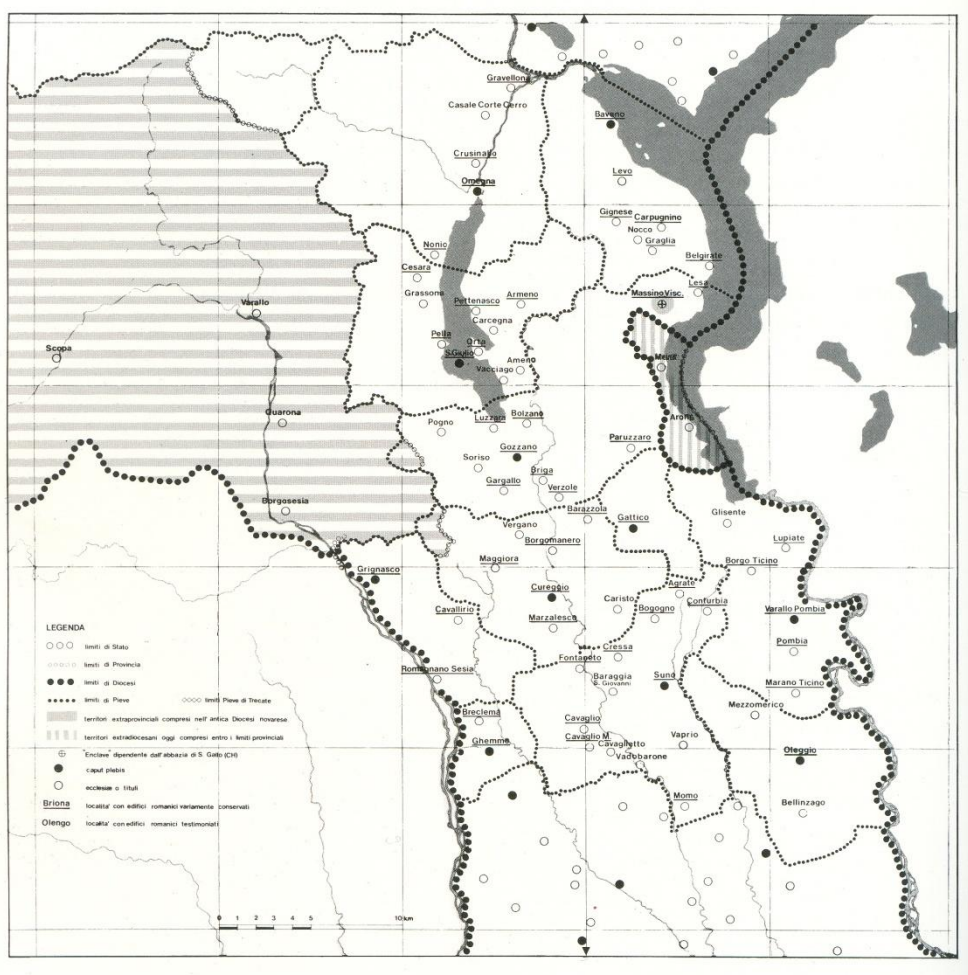 Gravellona
Casale Corte Cerro
Baveno
Crusinallo
Levo
Omegna
Gignese
Carpugnino
Nocco
Graglia
Nonio
Belgirate
Cesara
Lesa
Massino Visc.
Grassona
Pettenasco
Armeno
Varallo
Carcegna
Pella
Orta
Scopa
S.Giulio
Ameno
Meina
Vacciago
Quarona
Luzzara
Bolzano
Arona
Pogno
Paruzzaro
Gozzano
Soriso
Briga
Gargallo
Verzole
Borgosesia
Barazzola
Gattico
Glisente
Vergano
Borgomanero
Lupiate
Maggiora
Borgo Ticino
Grignasco
Cureggio
Agrate
Cavallirio
Caristo
Bogogno
Confurbia
Varallo Pombia
Marzalesco
Pombia
Cressa
Fontaneto
Romagnano Sesia
Baraggia
S. Giovanni
Suno
Marano Ticino
Breclema
Mezzomerico
Cavaglio
Ghemme
Cavaglio M.
Cavaglietto
Vaprio
Oleggio
Vadobarone
Momo
Bellinzago
LEGENDA
limiti di Stato
limiti di Provincia
limiti di Diocesi
limiti di Pieve
limiti Pieve di Trecate
territori extraprovinciali compresi nell'antica Diocesi novarese
territori extradiocesani oggi compresi entro i limiti provinciali
"Enclave" dipendente dall'abbazia di S. Gallo (CH)
caput plebis
ecclesiae o tituli
Briona localita' con edifici romanici variamente conservati
Olengo localita' con edifici romanici testimoniati
0 1 2 3 4 5 10 km